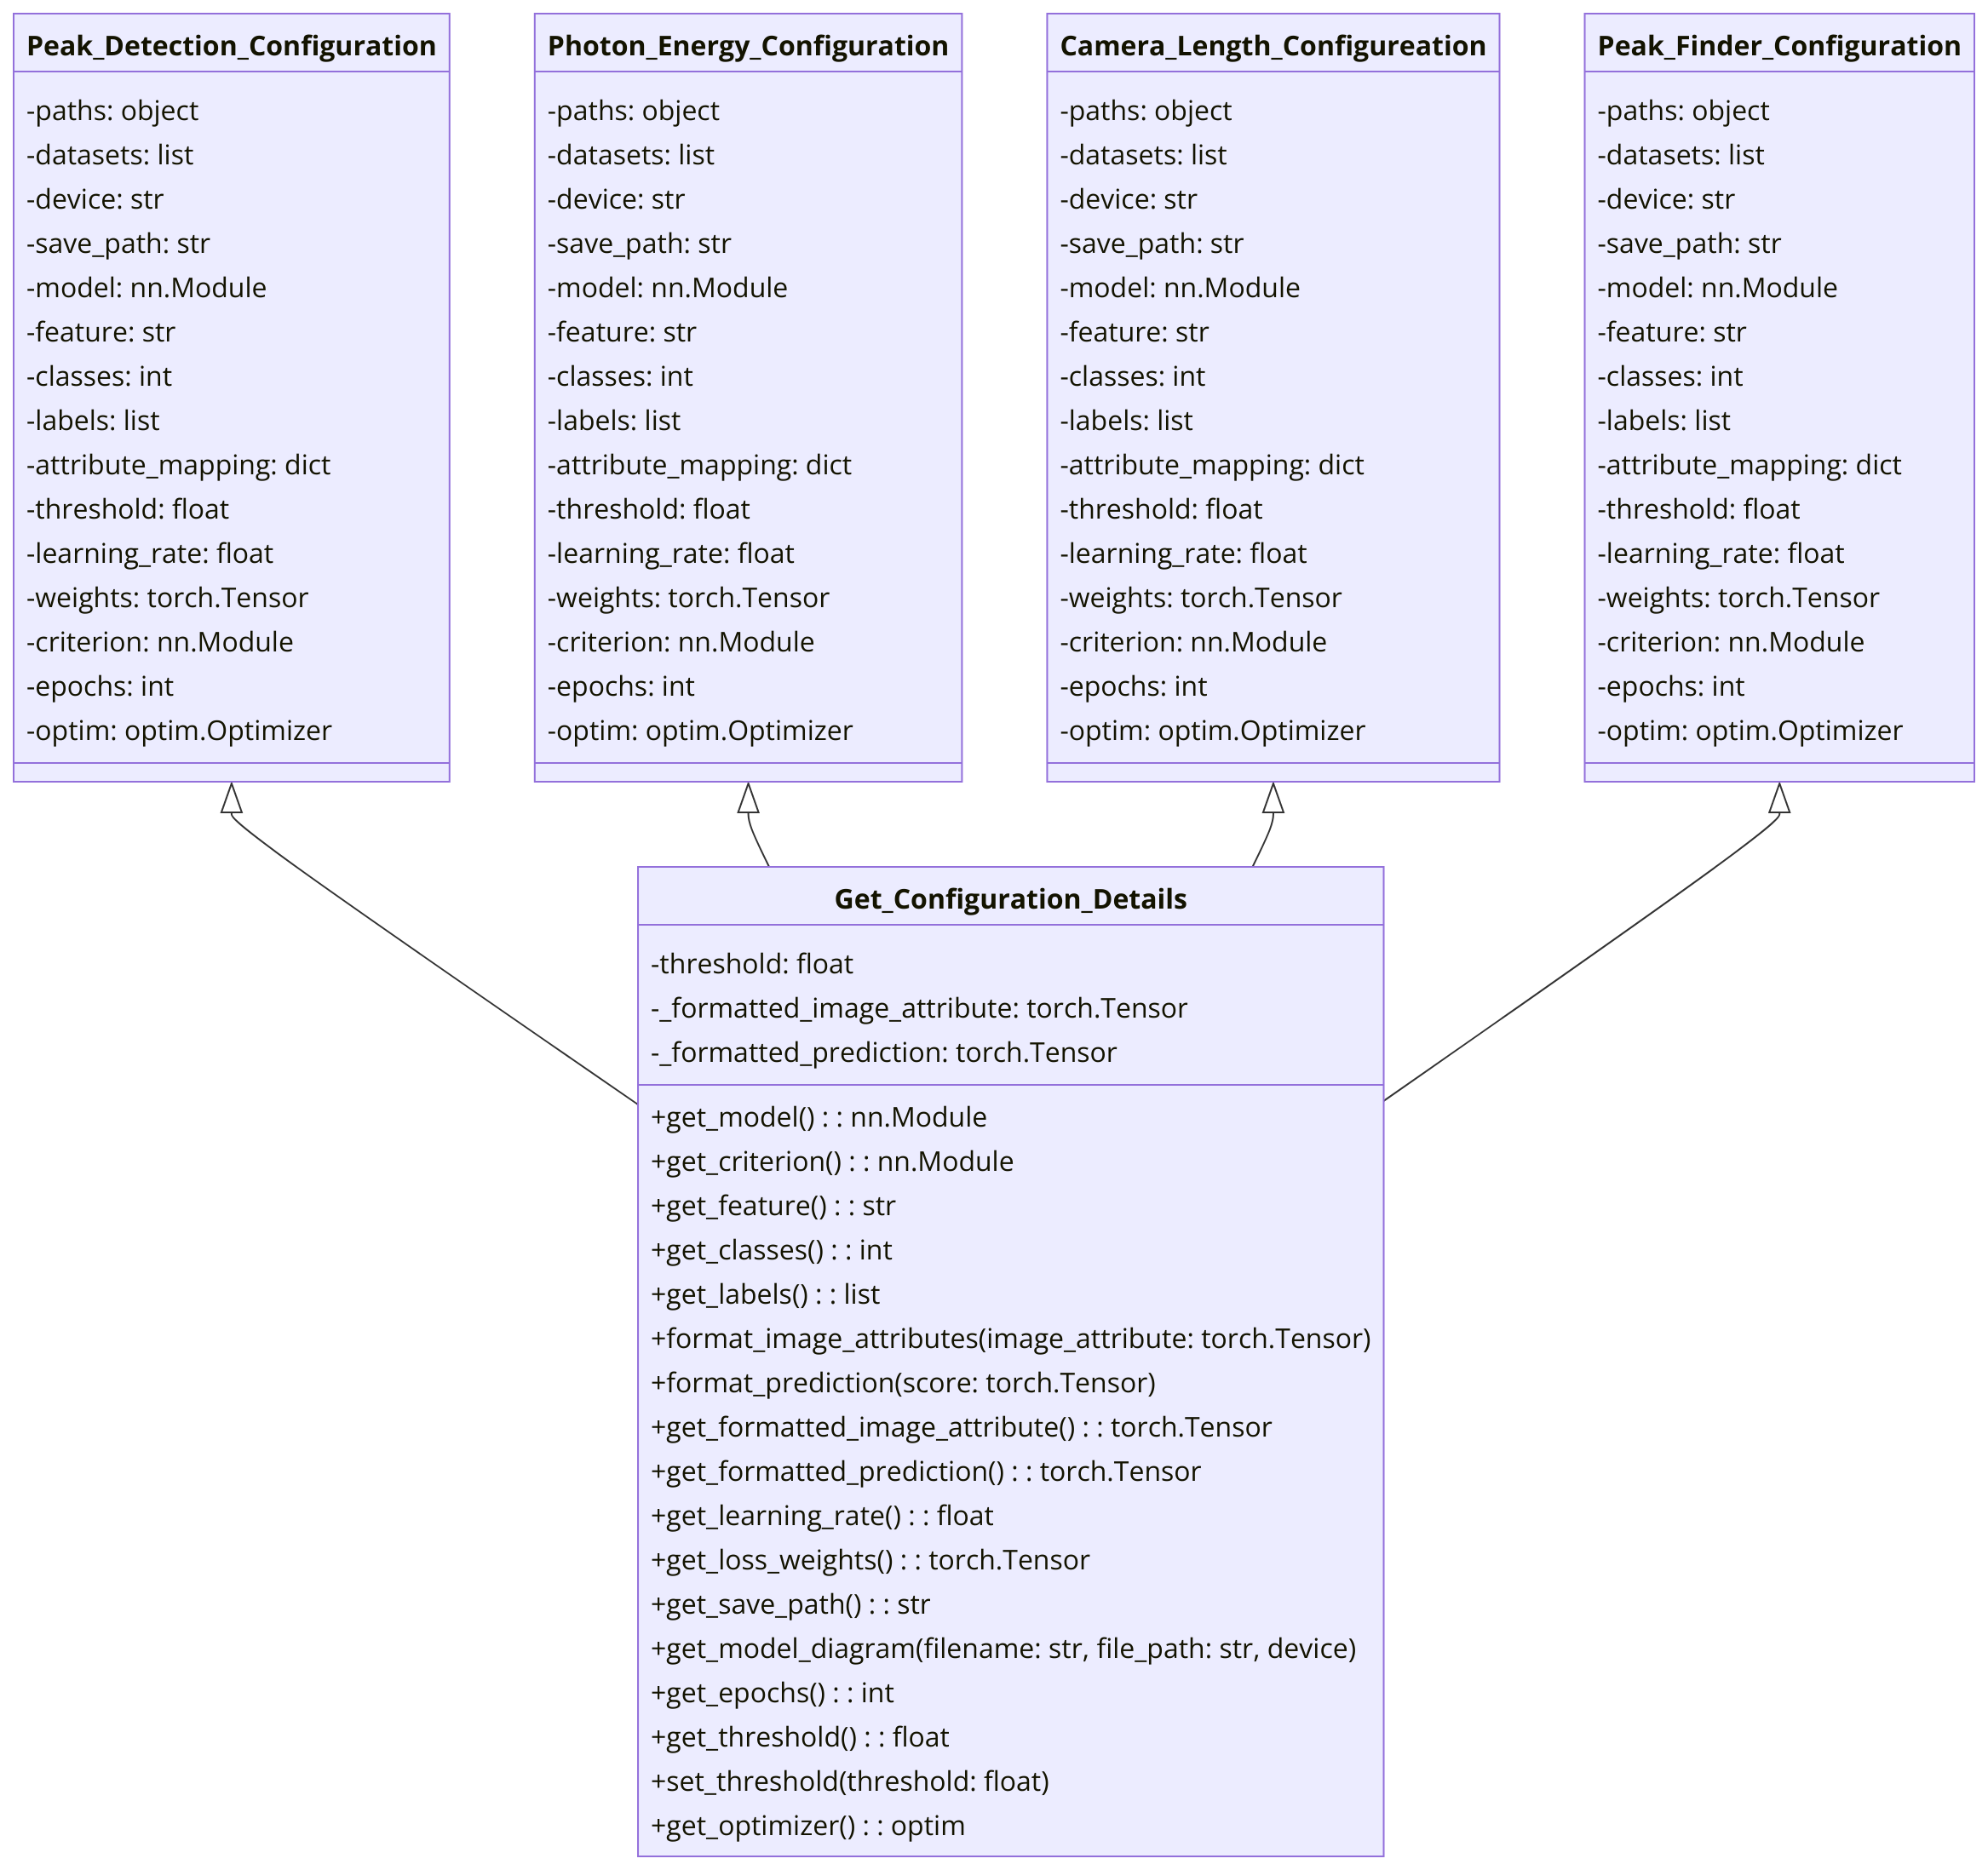 Peak_Detection_Configuration
-paths: object
-datasets: list
-device: str
-save_path: str
-model: nn.Module
-feature: str
-classes: int
-labels: list
-attribute_mapping: dict
-threshold: float
-learning_rate: float
-weights: torch.Tensor
-criterion: nn.Module
-epochs: int
-optim: optim.Optimizer
Photon_Energy_Configuration
-paths: object
-datasets: list
-device: str
-save_path: str
-model: nn.Module
-feature: str
-classes: int
-labels: list
-attribute_mapping: dict
-threshold: float
-learning_rate: float
-weights: torch.Tensor
-criterion: nn.Module
-epochs: int
-optim: optim.Optimizer
Camera_Length_Configureation
-paths: object
-datasets: list
-device: str
-save_path: str
-model: nn.Module
-feature: str
-classes: int
-labels: list
-attribute_mapping: dict
-threshold: float
-learning_rate: float
-weights: torch.Tensor
-criterion: nn.Module
-epochs: int
-optim: optim.Optimizer
Peak_Finder_Configuration
-paths: object
-datasets: list
-device: str
-save_path: str
-model: nn.Module
-feature: str
-classes: int
-labels: list
-attribute_mapping: dict
-threshold: float
-learning_rate: float
-weights: torch.Tensor
-criterion: nn.Module
-epochs: int
-optim: optim.Optimizer
Get_Configuration_Details
-threshold: float
-_formatted_image_attribute: torch.Tensor
-_formatted_prediction: torch.Tensor
+get_model() : : nn.Module
+get_criterion() : : nn.Module
+get_feature() : : str
+get_classes() : : int
+get_labels() : : list
+format_image_attributes(image_attribute: torch.Tensor)
+format_prediction(score: torch.Tensor)
+get_formatted_image_attribute() : : torch.Tensor
+get_formatted_prediction() : : torch.Tensor
+get_learning_rate() : : float
+get_loss_weights() : : torch.Tensor
+get_save_path() : : str
+get_model_diagram(filename: str, file_path: str, device)
+get_epochs() : : int
+get_threshold() : : float
+set_threshold(threshold: float)
+get_optimizer() : : optim